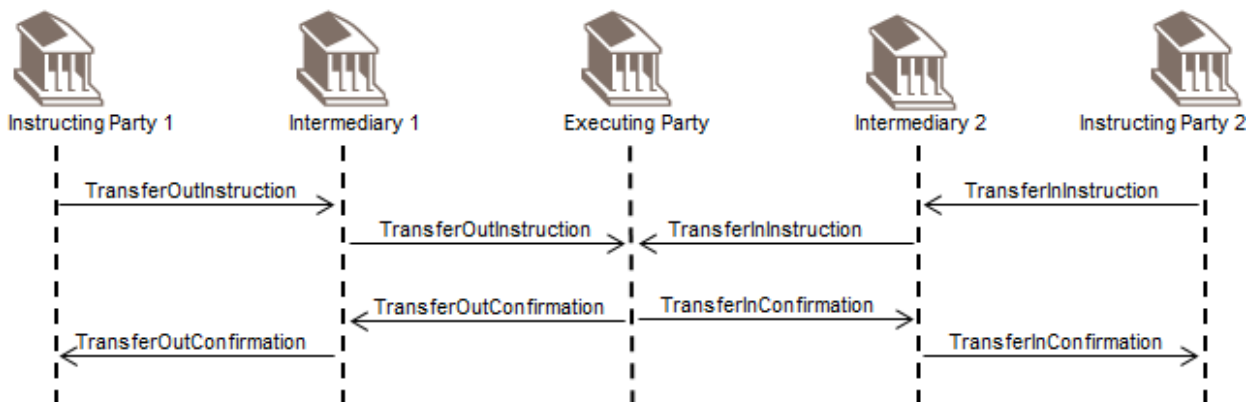 Instructing Party 1
Intermediary 1
Executing Party
Intermediary 2
Instructing Party 2
TransferOutInstruction
TransferInInstruction
TransferOutInstruction
TransferInInstruction
TransferOutConfirmation
TransferInConfirmation
TransferOutConfirmation
TransferInConfirmation